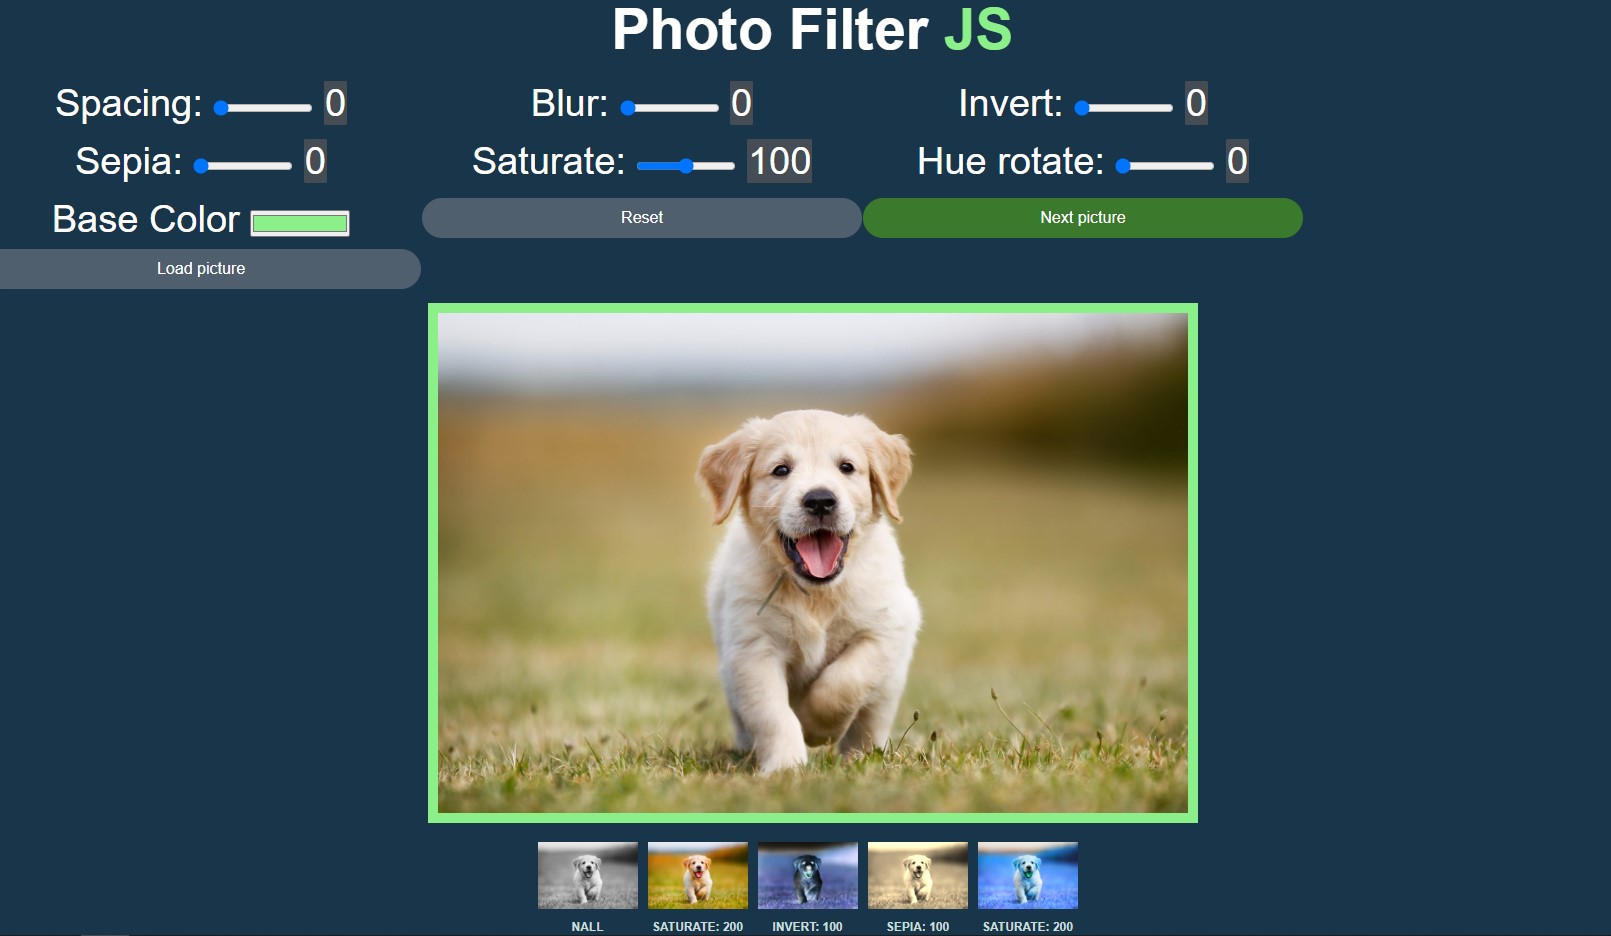 Photo Filter JS
Spacing: 0 Blur: 0 Invert: 0
Sepia: 0 Saturate: 100 Hue rotate: 0
Base Color Reset Next picture
Load picture
NALL SATURATE: 200 INVERT: 100 SEPIA: 100 SATURATE: 200